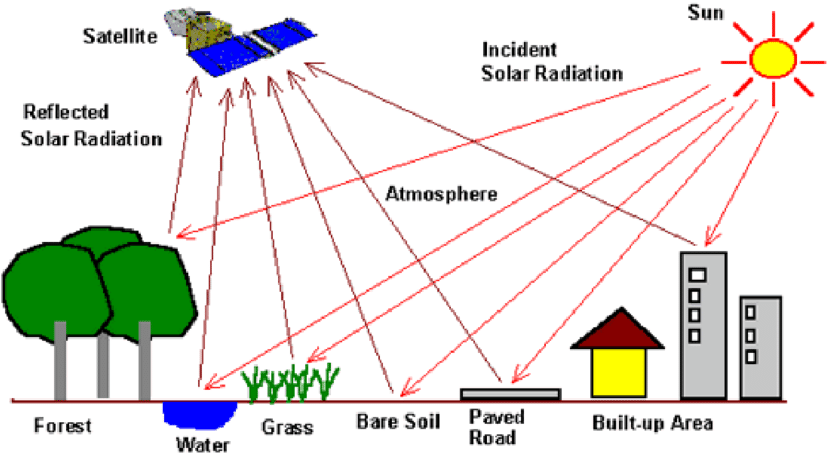 Sun
Satellite
Incident
Solar Radiation
Reflected
Solar Radiation
Atmosphere
Forest
Water
Grass
Bare Soil
Paved
Road
Built-up Area